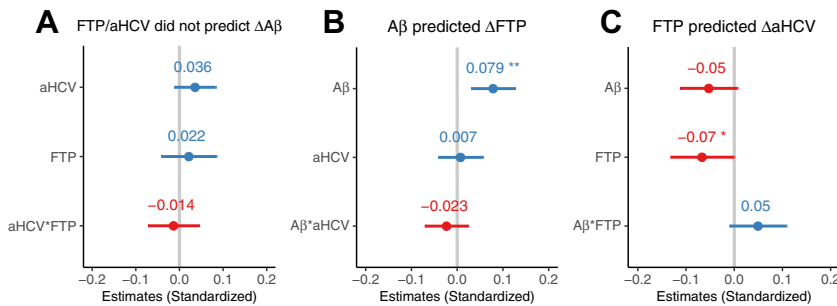 A FTP/aHCV did not predict ΔAβ
aHCV
0.036
FTP
0.022
aHCV*FTP
−0.014
−0.2 −0.1 0.0 0.1 0.2
Estimates (Standardized)
B Aβ predicted ΔFTP
Aβ
0.079 **
aHCV
0.007
Aβ*aHCV
−0.023
−0.2 −0.1 0.0 0.1 0.2
Estimates (Standardized)
C FTP predicted ΔaHCV
Aβ
−0.05
FTP
−0.07 *
Aβ*FTP
0.05
−0.2 −0.1 0.0 0.1 0.2
Estimates (Standardized)